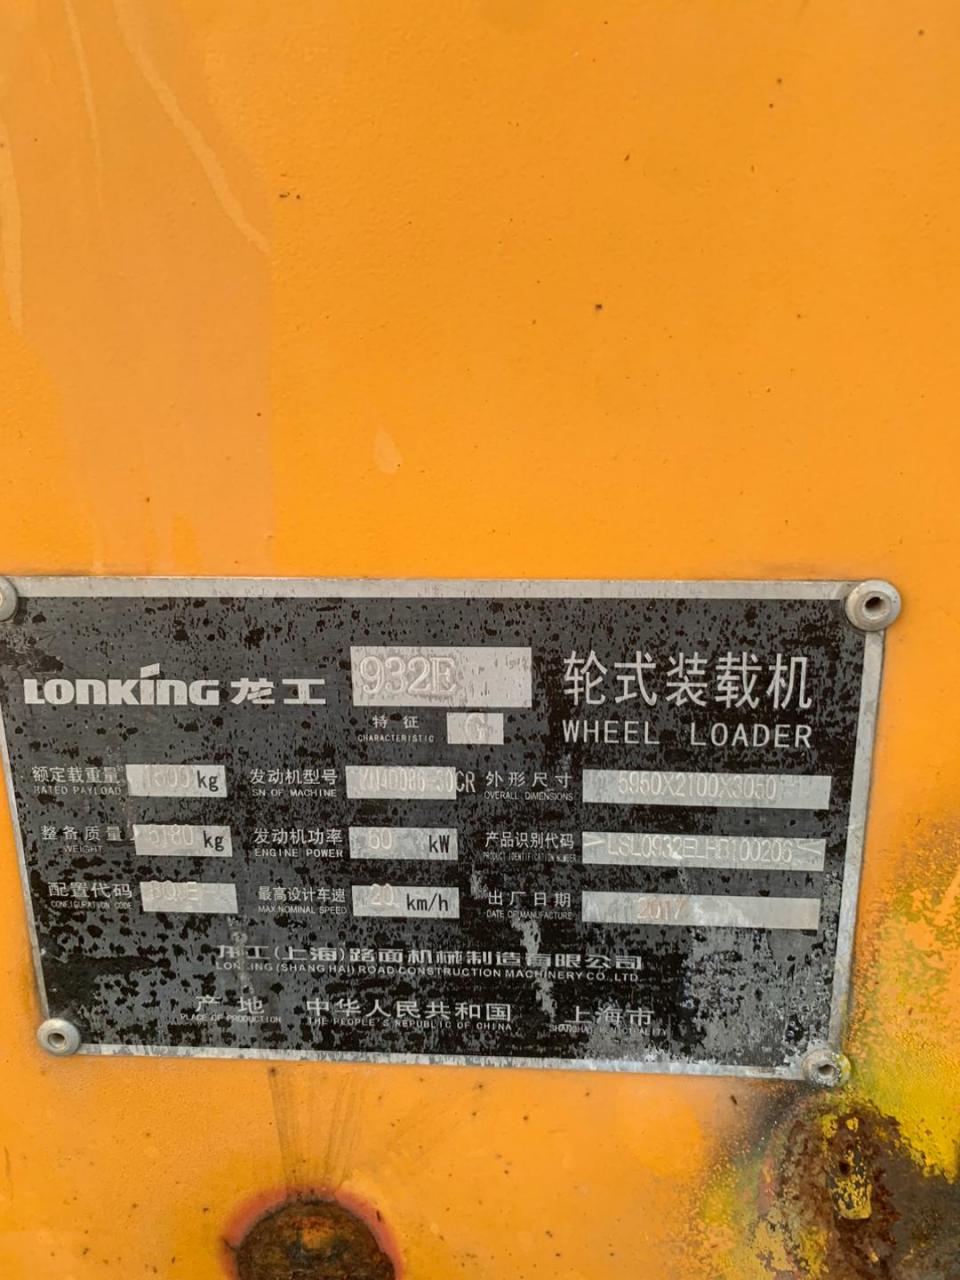 LONKING 龙工 932E 轮式装载机
特征 G
CHARACTERISTIC
WHEEL LOADER
额定载重量 kg 发动机型号 外形尺寸 5950X2100X3050
RATED PAYLOAD SN OF MACHINE OVERALL DIMENSIONS
整备质量 5180 kg 发动机功率 60 kW 产品识别代码
WEIGHT ENGINE POWER PRODUCT IDENTIFICATION NUMBER
配置代码 最高设计车速 20 km/h 出厂日期 2017
CONFIGURATION CODE MAX NOMINAL SPEED DATE OF MANUFACTURE
龙工(上海)路面机械制造有限公司
LONKING (SHANGHAI) ROAD CONSTRUCTION MACHINERY CO., LTD.
产地 中华人民共和国 上海市
PLACE OF PRODUCTION THE PEOPLE'S REPUBLIC OF CHINA SHANGHAI MUNICIPALITY